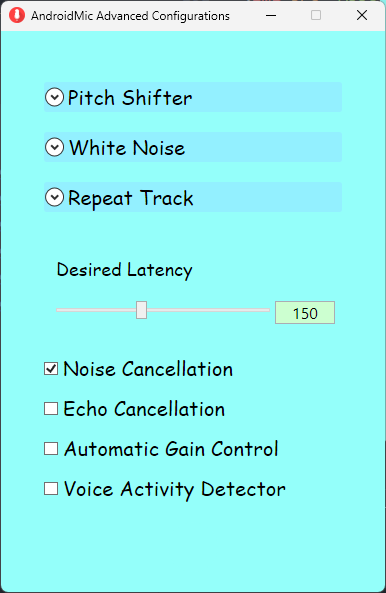 AndroidMic Advanced Configurations
Pitch Shifter
White Noise
Repeat Track
Desired Latency
150
Noise Cancellation
Echo Cancellation
Automatic Gain Control
Voice Activity Detector